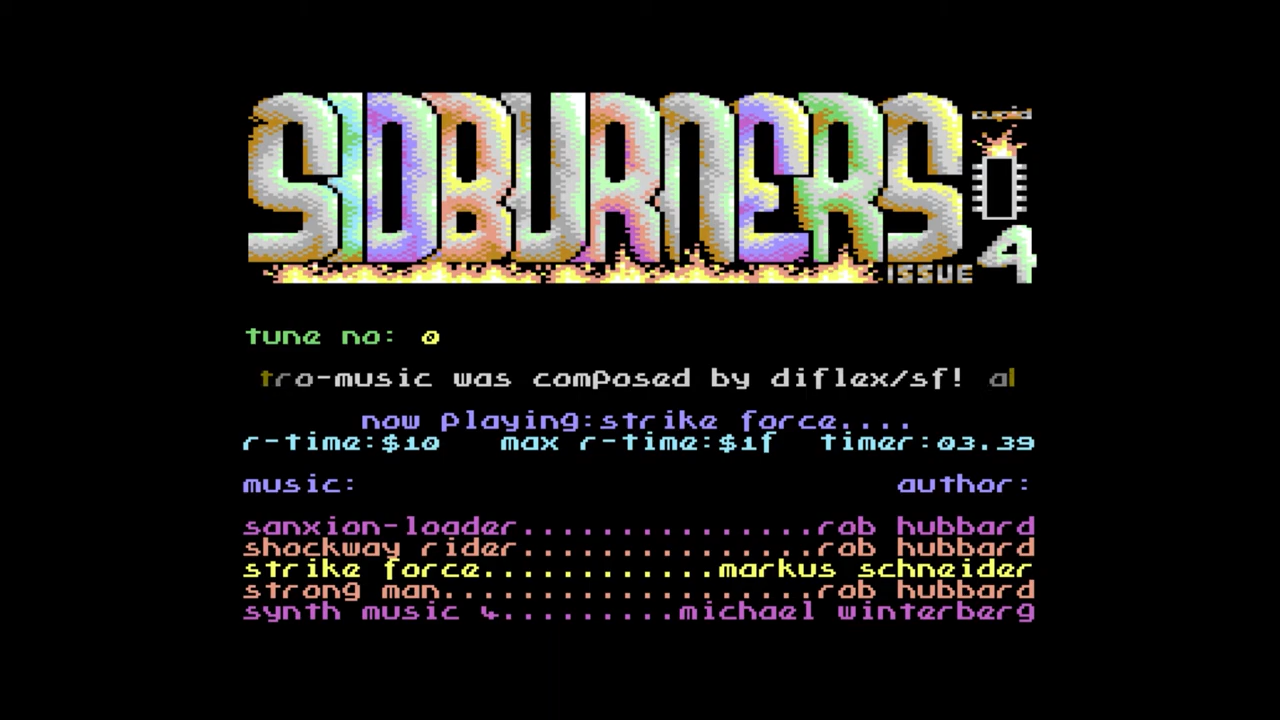 SIDBURNERS
cupid
ISSUE 4
tune no: 0
tro-music was composed by diflex/sf! al
now playing:strike force....
r-time:$10 max r-time:$1f timer:03.39
music: author:
sanxion-loader...............rob hubbard
shockway rider...............rob hubbard
strike force............markus schneider
strong man...................rob hubbard
synth music 4.........michael winterberg